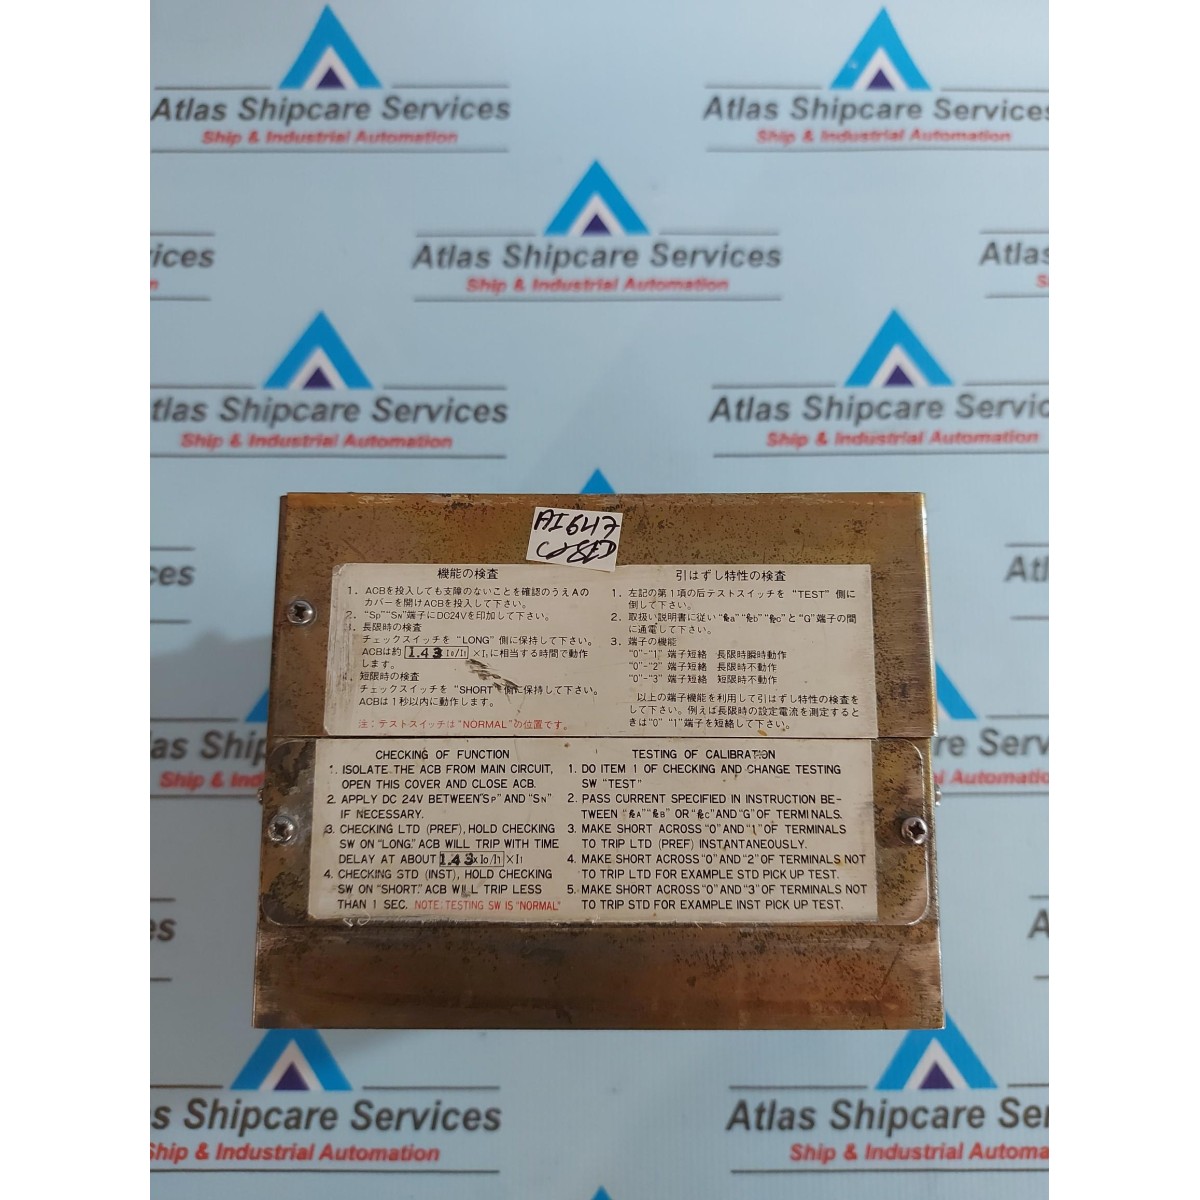 Atlas Shipcare Services
Ship & Industrial Automation
Atlas Shipcare Services
Ship & Industrial Automation
Atlas Shipcare Services
Ship & Industrial Automation
Atlas Shipcare Services
Ship & Industrial Automation
Atlas Shipcare Servic
Ship & Industrial Automation
AI647
機能の検査
1. ACBを投入しても支障のないことを確認のうえAの
カバーを開けACBを投入して下さい。
2. "SP" "SN" 端子にDC24Vを印加して下さい。
長限時の検査
チェックスイッチを "LONG" 側に保持して下さい。
ACBは約 1.43 I0/I1 ×I1に相当する時間で動作
します。
短限時の検査
チェックスイッチを "SHORT" 側に保持して下さい。
ACBは1秒以内に動作します。
注:テストスイッチは"NORMAL"の位置です。
引はずし特性の検査
1. 左記の第1項の后テストスイッチを "TEST" 側に
倒して下さい。
2. 取扱い説明書に従い "a" "b" "c" と "G" 端子の間
に通電して下さい。
3. 端子の機能
"0"-"1" 端子短絡 長限時瞬時動作
"0"-"2" 端子短絡 長限時不動作
"0"-"3" 端子短絡 短限時不動作
以上の端子機能を利用して引はずし特性の検査を
して下さい。例えば長限時の設定電流を測定すると
きは"0" "1"端子を短絡して下さい。
CHECKING OF FUNCTION
1. ISOLATE THE ACB FROM MAIN CIRCUIT,
OPEN THIS COVER AND CLOSE ACB.
2. APPLY DC 24V BETWEEN"SP" AND "SN"
IF NECESSARY.
3. CHECKING LTD (PREF), HOLD CHECKING
SW ON "LONG." ACB WILL TRIP WITH TIME
DELAY AT ABOUT 1.43 × I0/I1 × I1
4. CHECKING STD (INST), HOLD CHECKING
SW ON "SHORT." ACB WILL TRIP LESS
THAN 1 SEC. NOTE: TESTING SW IS "NORMAL"
TESTING OF CALIBRATION
1. DO ITEM 1 OF CHECKING AND CHANGE TESTING
SW "TEST"
2. PASS CURRENT SPECIFIED IN INSTRUCTION BE-
TWEEN "A" "B" OR "C" AND "G" OF TERMINALS.
3. MAKE SHORT ACROSS "0" AND "1" OF TERMINALS
TO TRIP LTD (PREF) INSTANTANEOUSLY.
4. MAKE SHORT ACROSS "0" AND "2" OF TERMINALS NOT
TO TRIP LTD FOR EXAMPLE STD PICK UP TEST.
5. MAKE SHORT ACROSS "0" AND "3" OF TERMINALS NOT
TO TRIP STD FOR EXAMPLE INST PICK UP TEST.
Shipcare Services
Ship & Industrial Automation
Atlas Shipcare Servi
Ship & Industrial Automation